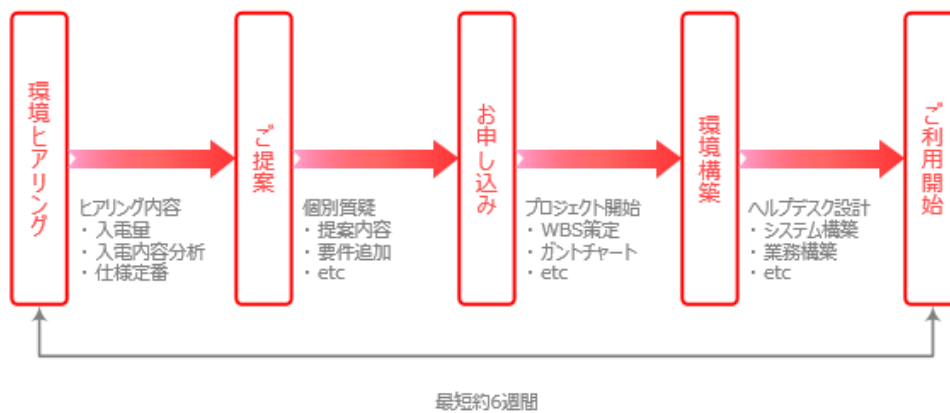 環境ヒアリング
ヒアリング内容
・入電量
・入電内容分析
・仕様定番
ご提案
個別質疑
・提案内容
・要件追加
・etc
お申し込み
プロジェクト開始
・WBS策定
・ガントチャート
・etc
環境構築
ヘルプデスク設計
・システム構築
・業務構築
・etc
ご利用開始
最短約6週間